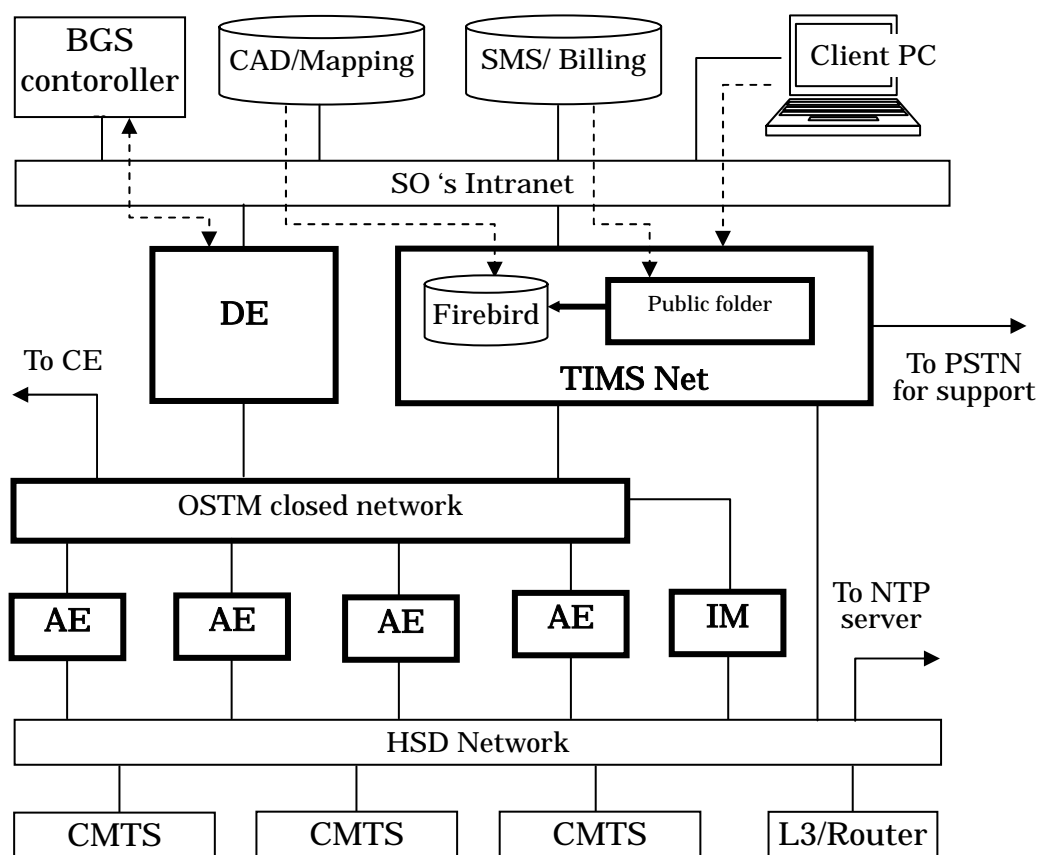 BGS
contoroller
CAD/Mapping
SMS/ Billing
Client PC
SO ‘s Intranet
DE
Firebird
Public folder
TIMS Net
To CE
To PSTN
for support
OSTM closed network
AE
AE
AE
AE
IM
To NTP
server
HSD Network
CMTS
CMTS
CMTS
L3/Router